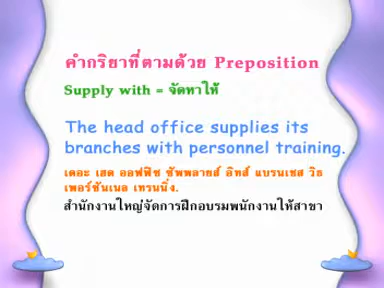 คำกริยาที่ตามด้วย Preposition
Supply with = จัดหาให้
The head office supplies its
branches with personnel training.
เดอะ เฮด ออฟฟิช ซัพพลายส์ อิทส์ แบรนเชส วิธ
เพอร์ซันเนล เทรนนิ่ง.
สำนักงานใหญ่จัดการฝึกอบรมพนักงานให้สาขา